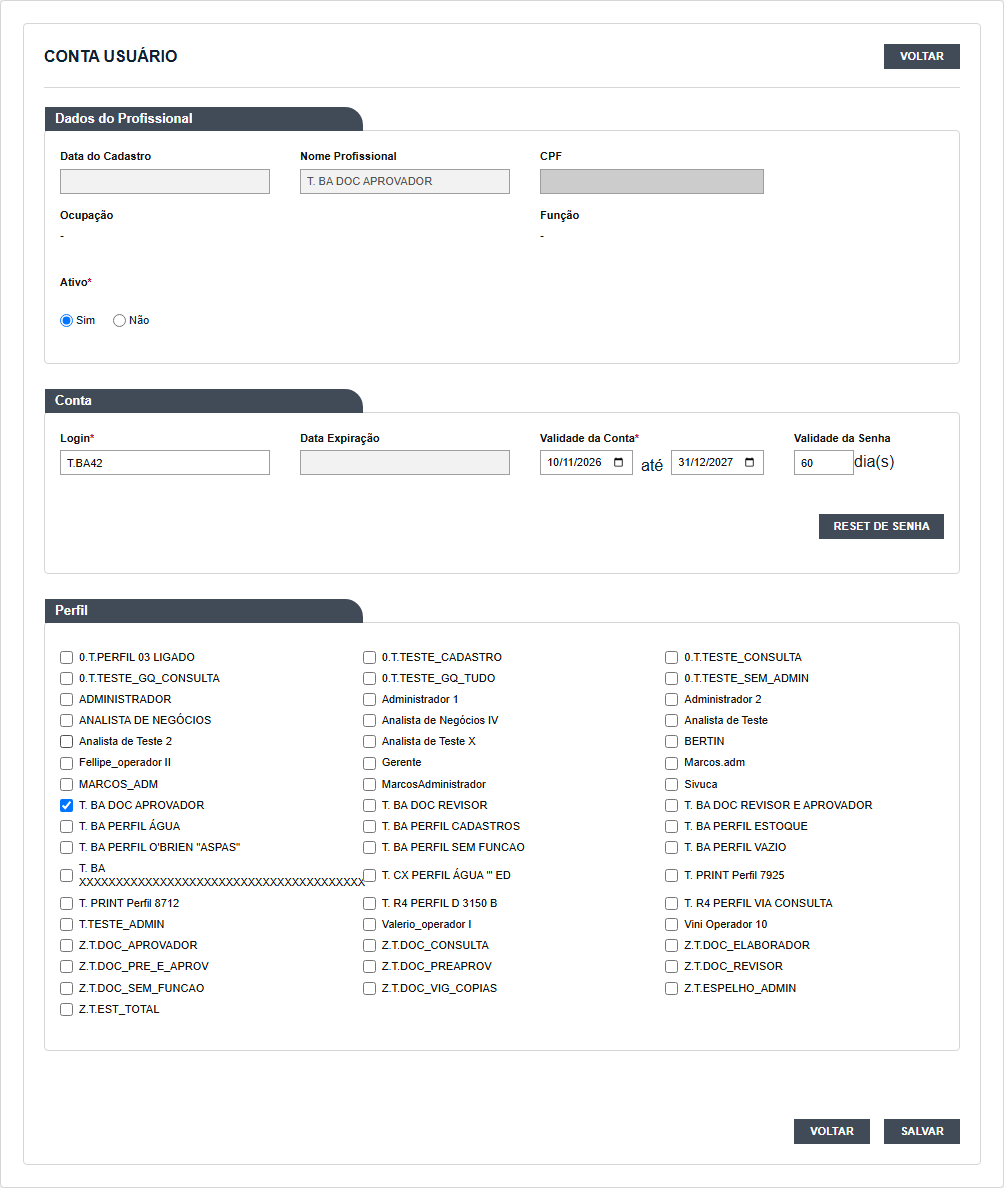 CONTA USUÁRIO
VOLTAR
Dados do Profissional
Data do Cadastro Nome Profissional CPF
T. BA DOC APROVADOR
Ocupação Função
- -
Ativo*
Sim Não
Conta
Login* Data Expiração Validade da Conta* Validade da Senha
T.BA42 10/11/2026 até 31/12/2027 60 dia(s)
RESET DE SENHA
Perfil
0.T.PERFIL 03 LIGADO 0.T.TESTE_CADASTRO 0.T.TESTE_CONSULTA
0.T.TESTE_GQ_CONSULTA 0.T.TESTE_GQ_TUDO 0.T.TESTE_SEM_ADMIN
ADMINISTRADOR Administrador 1 Administrador 2
ANALISTA DE NEGÓCIOS Analista de Negócios IV Analista de Teste
Analista de Teste 2 Analista de Teste X BERTIN
Fellipe_operador II Gerente Marcos.adm
MARCOS_ADM MarcosAdministrador Sivuca
T. BA DOC APROVADOR T. BA DOC REVISOR T. BA DOC REVISOR E APROVADOR
T. BA PERFIL ÁGUA T. BA PERFIL CADASTROS T. BA PERFIL ESTOQUE
T. BA PERFIL O'BRIEN "ASPAS" T. BA PERFIL SEM FUNCAO T. BA PERFIL VAZIO
T. BA
XXXXXXXXXXXXXXXXXXXXXXXXXXXXXXXXXXXXXXX T. CX PERFIL ÁGUA '" ED T. PRINT Perfil 7925
T. PRINT Perfil 8712 T. R4 PERFIL D 3150 B T. R4 PERFIL VIA CONSULTA
T.TESTE_ADMIN Valerio_operador I Vini Operador 10
Z.T.DOC_APROVADOR Z.T.DOC_CONSULTA Z.T.DOC_ELABORADOR
Z.T.DOC_PRE_E_APROV Z.T.DOC_PREAPROV Z.T.DOC_REVISOR
Z.T.DOC_SEM_FUNCAO Z.T.DOC_VIG_COPIAS Z.T.ESPELHO_ADMIN
Z.T.EST_TOTAL
VOLTAR SALVAR